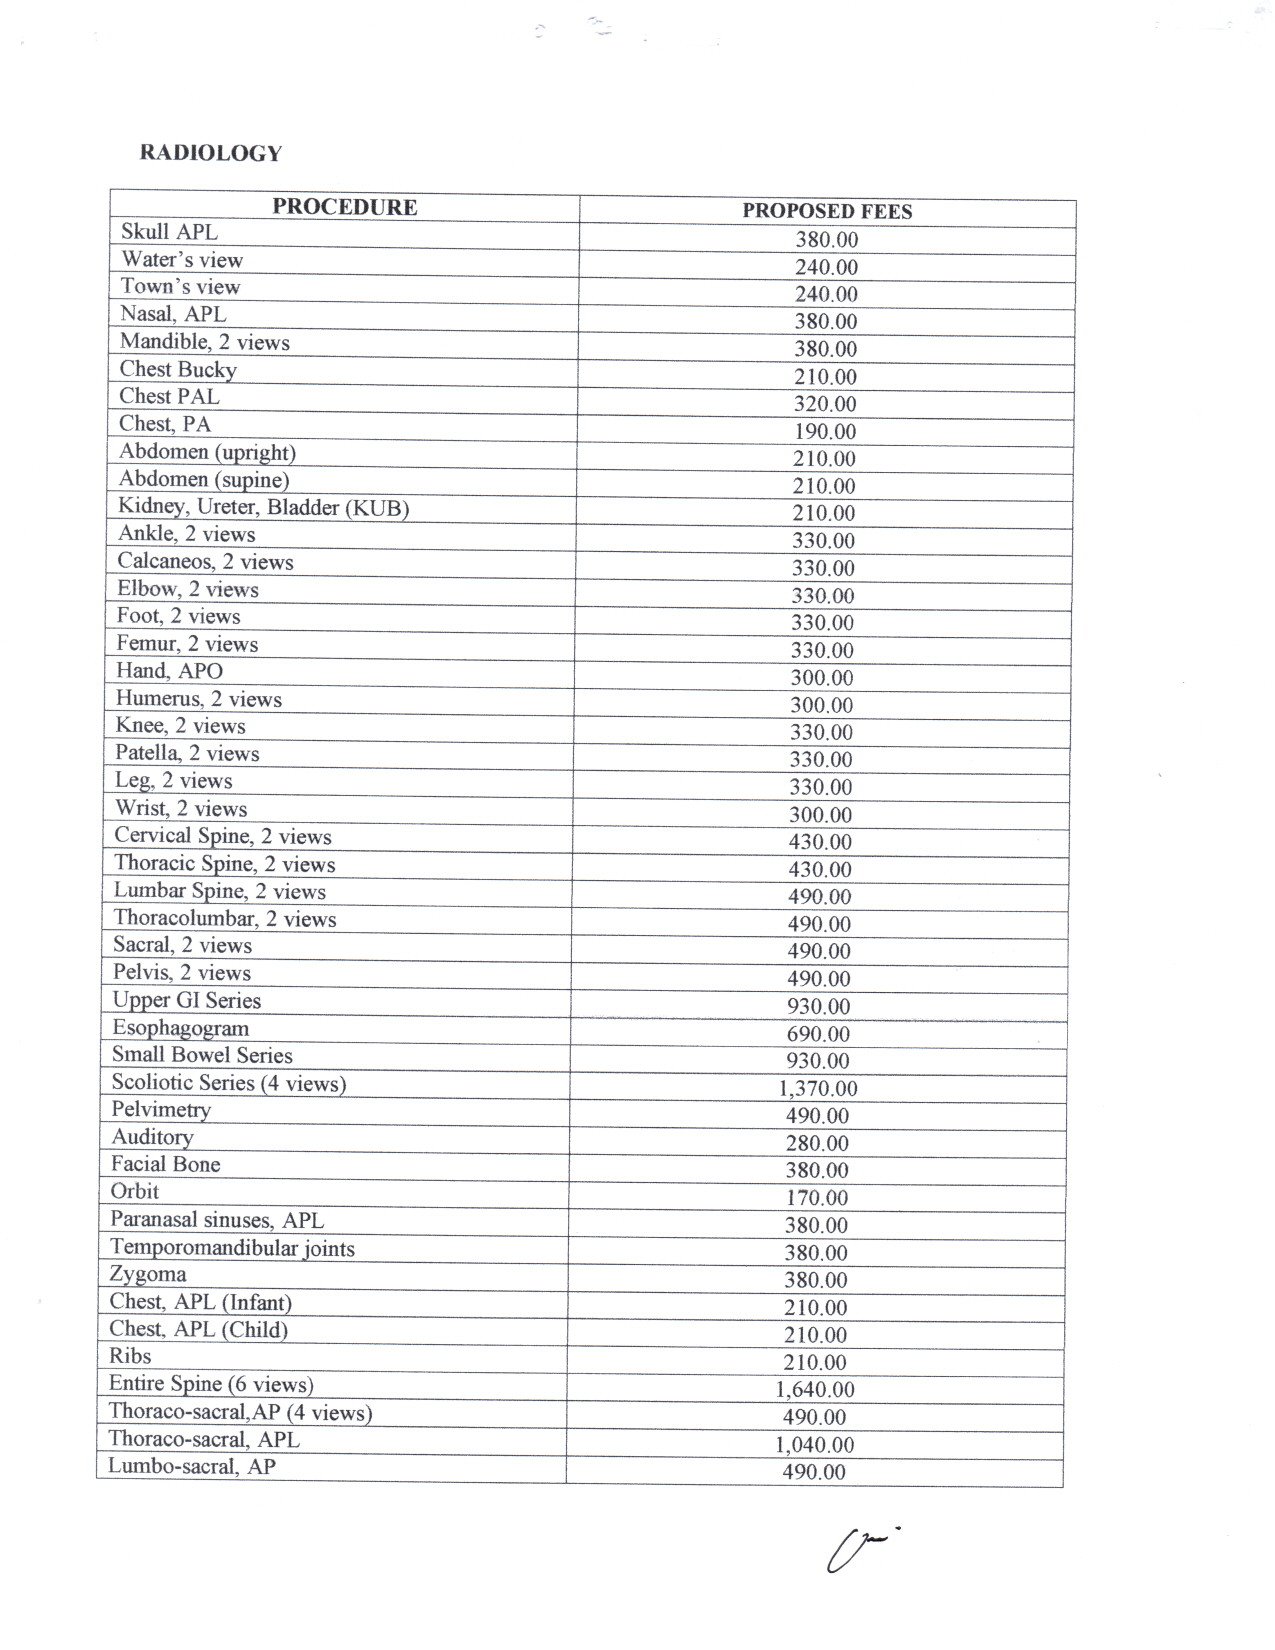 RADIOLOGY
PROCEDURE PROPOSED FEES
Skull APL 380.00
Water's view 240.00
Town's view 240.00
Nasal, APL 380.00
Mandible, 2 views 380.00
Chest Bucky 210.00
Chest PAL 320.00
Chest, PA 190.00
Abdomen (upright) 210.00
Abdomen (supine) 210.00
Kidney, Ureter, Bladder (KUB) 210.00
Ankle, 2 views 330.00
Calcaneos, 2 views 330.00
Elbow, 2 views 330.00
Foot, 2 views 330.00
Femur, 2 views 330.00
Hand, APO 300.00
Humerus, 2 views 300.00
Knee, 2 views 330.00
Patella, 2 views 330.00
Leg, 2 views 330.00
Wrist, 2 views 300.00
Cervical Spine, 2 views 430.00
Thoracic Spine, 2 views 430.00
Lumbar Spine, 2 views 490.00
Thoracolumbar, 2 views 490.00
Sacral, 2 views 490.00
Pelvis, 2 views 490.00
Upper GI Series 930.00
Esophagogram 690.00
Small Bowel Series 930.00
Scoliotic Series (4 views) 1,370.00
Pelvimetry 490.00
Auditory 280.00
Facial Bone 380.00
Orbit 170.00
Paranasal sinuses, APL 380.00
Temporomandibular joints 380.00
Zygoma 380.00
Chest, APL (Infant) 210.00
Chest, APL (Child) 210.00
Ribs 210.00
Entire Spine (6 views) 1,640.00
Thoraco-sacral,AP (4 views) 490.00
Thoraco-sacral, APL 1,040.00
Lumbo-sacral, AP 490.00